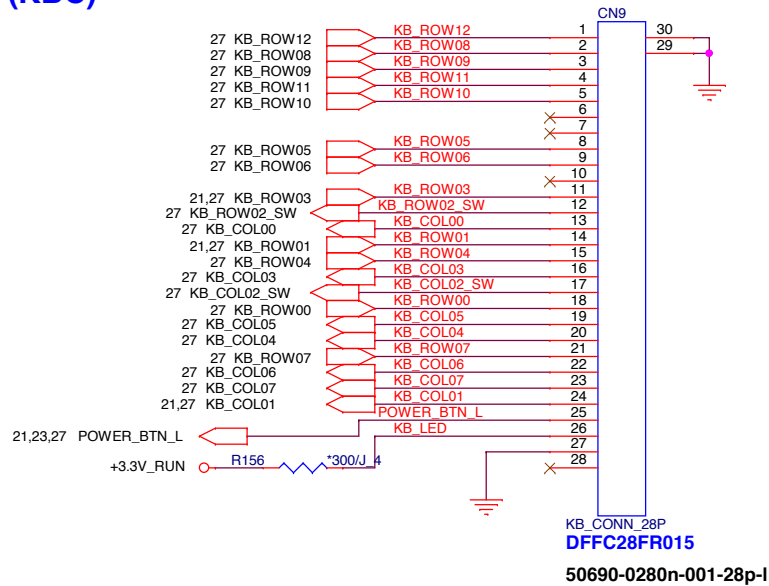 (KBC)
CN9
27 KB_ROW12 KB_ROW12 1 30
27 KB_ROW08 KB_ROW08 2 29
27 KB_ROW09 KB_ROW09 3
27 KB_ROW11 KB_ROW11 4
27 KB_ROW10 KB_ROW10 5
6
7
27 KB_ROW05 KB_ROW05 8
27 KB_ROW06 KB_ROW06 9
10
21,27 KB_ROW03 KB_ROW03 11
27 KB_ROW02_SW KB_ROW02_SW 12
27 KB_COL00 KB_COL00 13
21,27 KB_ROW01 KB_ROW01 14
27 KB_ROW04 KB_ROW04 15
27 KB_COL03 KB_COL03 16
27 KB_COL02_SW KB_COL02_SW 17
27 KB_ROW00 KB_ROW00 18
27 KB_COL05 KB_COL05 19
27 KB_COL04 KB_COL04 20
27 KB_ROW07 KB_ROW07 21
27 KB_COL06 KB_COL06 22
27 KB_COL07 KB_COL07 23
21,27 KB_COL01 KB_COL01 24
21,23,27 POWER_BTN_L POWER_BTN_L 25
KB_LED 26
27
+3.3V_RUN R156 *300/J_4 28
KB_CONN_28P
DFFC28FR015
50690-0280n-001-28p-l